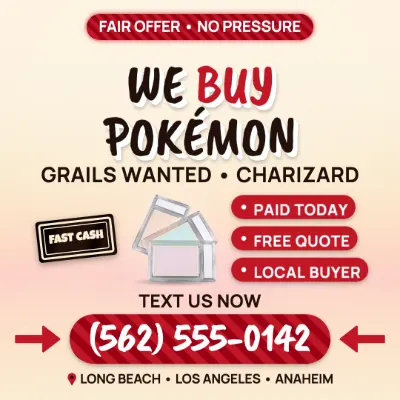 FAIR OFFER • NO PRESSURE
WE BUY
POKÉMON
GRAILS WANTED • CHARIZARD
FAST CASH
• PAID TODAY
• FREE QUOTE
• LOCAL BUYER
TEXT US NOW
(562) 555-0142
LONG BEACH • LOS ANGELES • ANAHEIM